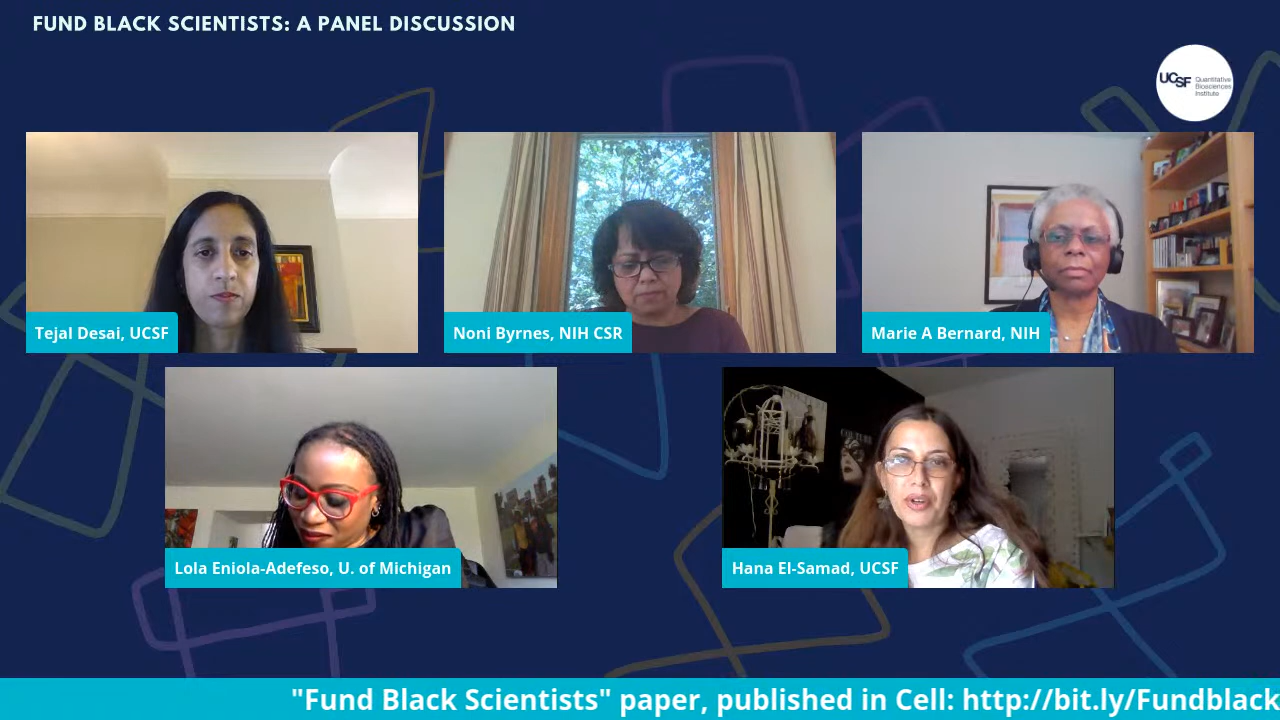 FUND BLACK SCIENTISTS: A PANEL DISCUSSION
UCSF
Quantitative
Biosciences
Institute
Tejal Desai, UCSF
Noni Byrnes, NIH CSR
Marie A Bernard, NIH
Lola Eniola-Adefeso, U. of Michigan
Hana El-Samad, UCSF
"Fund Black Scientists" paper, published in Cell: http://bit.ly/Fundblack